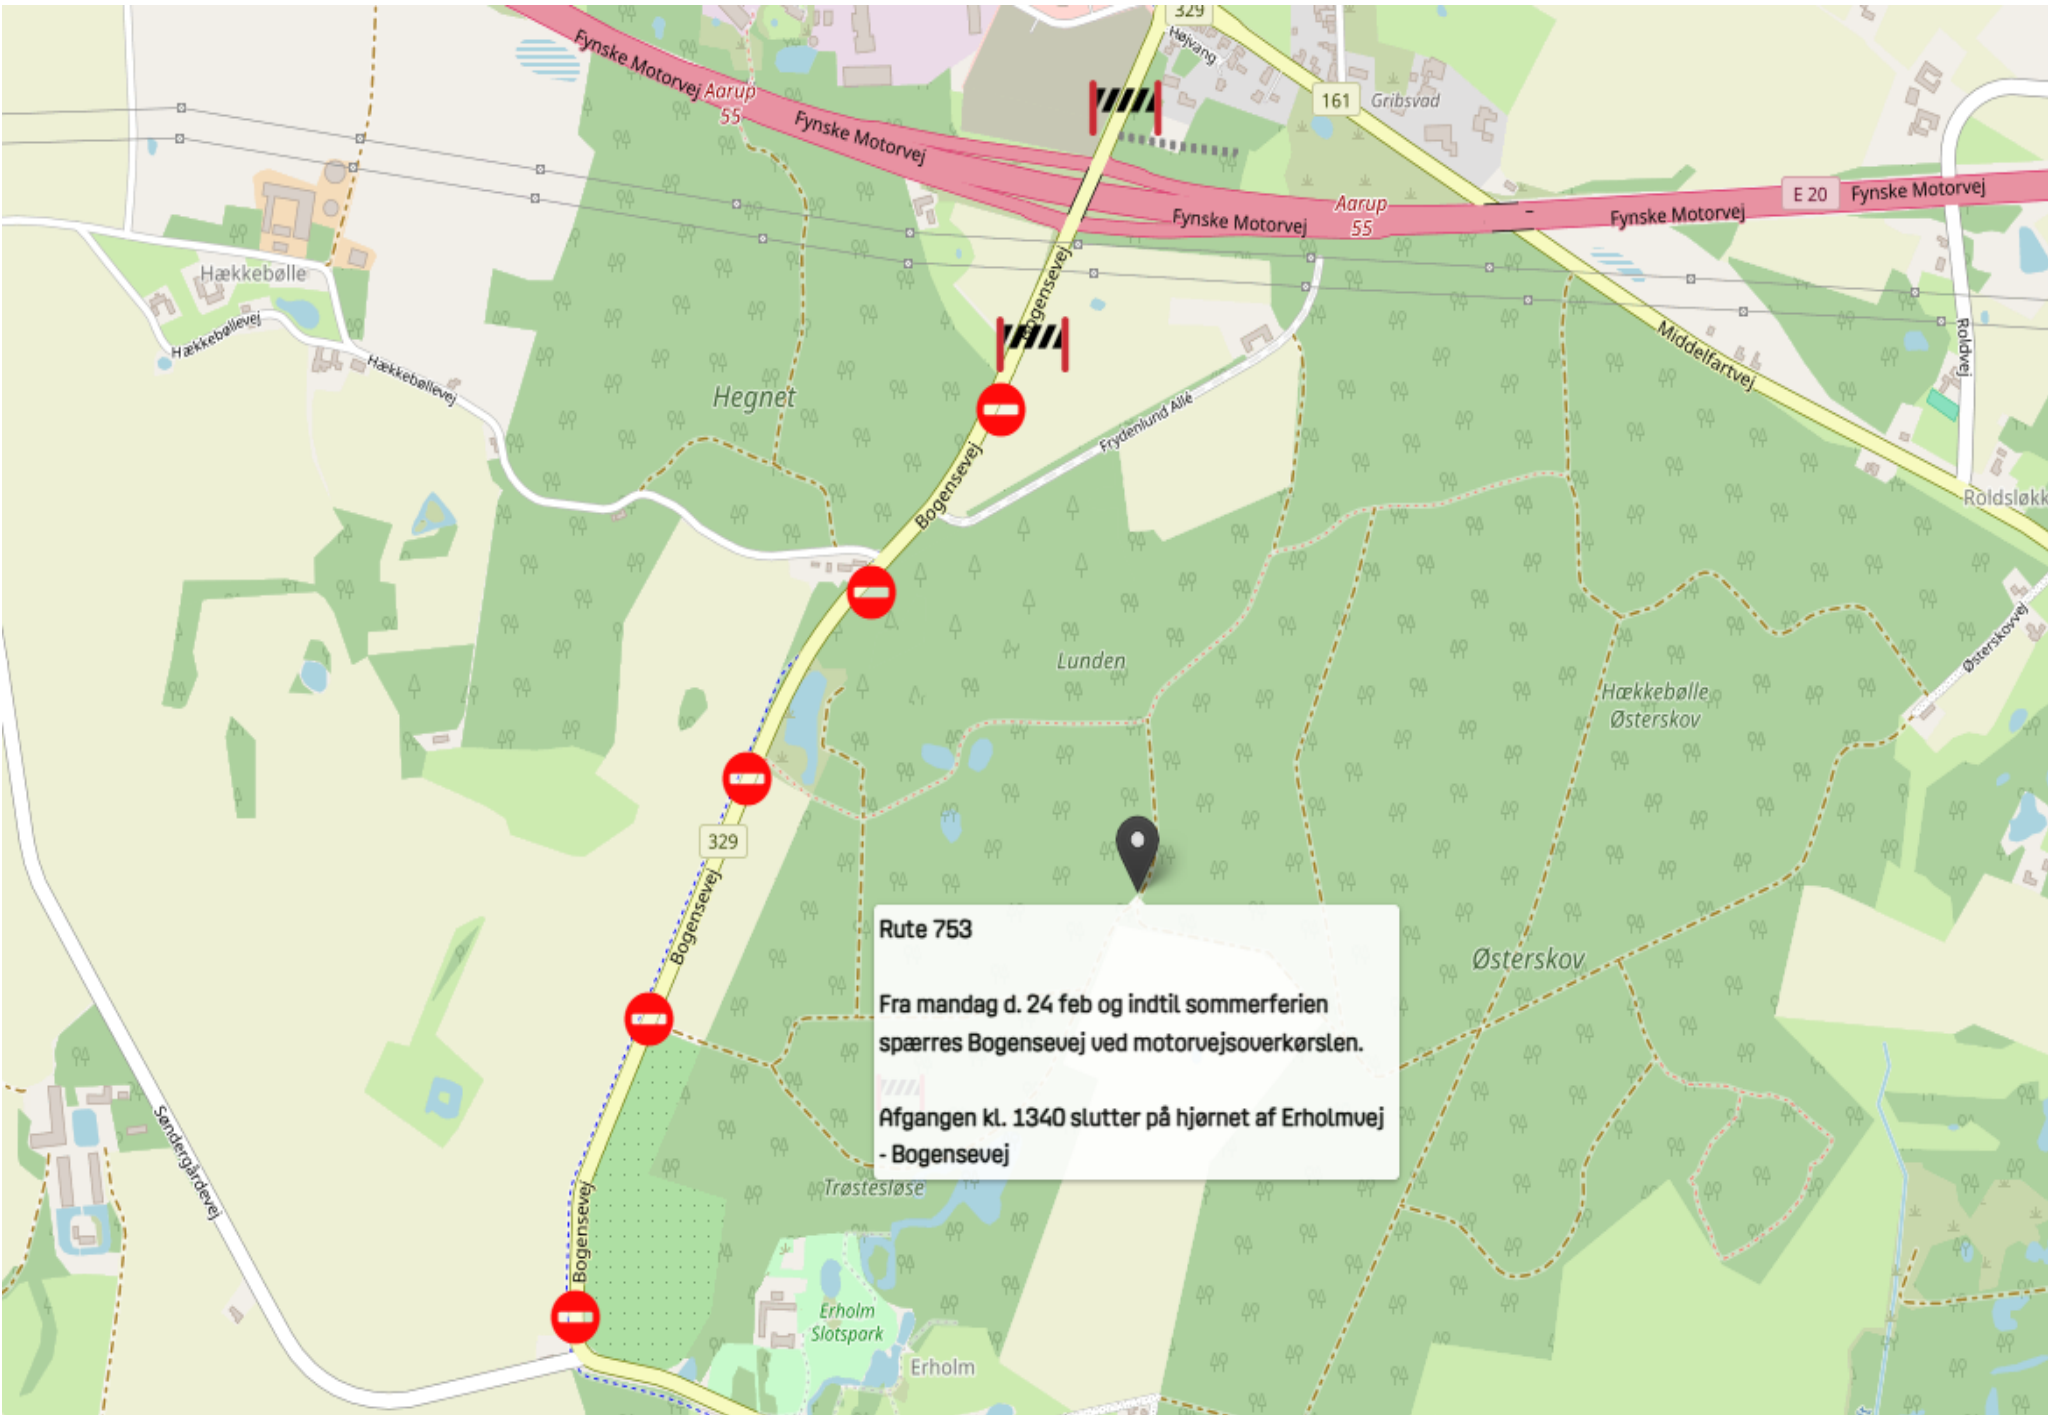 329
Højvang
Fynske Motorvej
Aarup
55
161
Gribsvad
Fynske Motorvej
E 20
Fynske Motorvej
Aarup
55
Fynske Motorvej
Fynske Motorvej
Hækkebølle
Bogensevej
Hækkebøllevej
Hækkebøllevej
Middelfartvej
Roldvej
Hegnet
Frydenlund Allé
Bogensevej
Roldsløkk
Lunden
Østerskovvej
Hækkebølle
Østerskov
329
Bogensevej
Rute 753
Fra mandag d. 24 feb og indtil sommerferien
spærres Bogensevej ved motorvejsoverkørslen.
Afgangen kl. 1340 slutter på hjørnet af Erholmvej
- Bogensevej
Østerskov
Søndergårdevej
Trøstesløse
Bogensevej
Erholm
Slotspark
Erholm